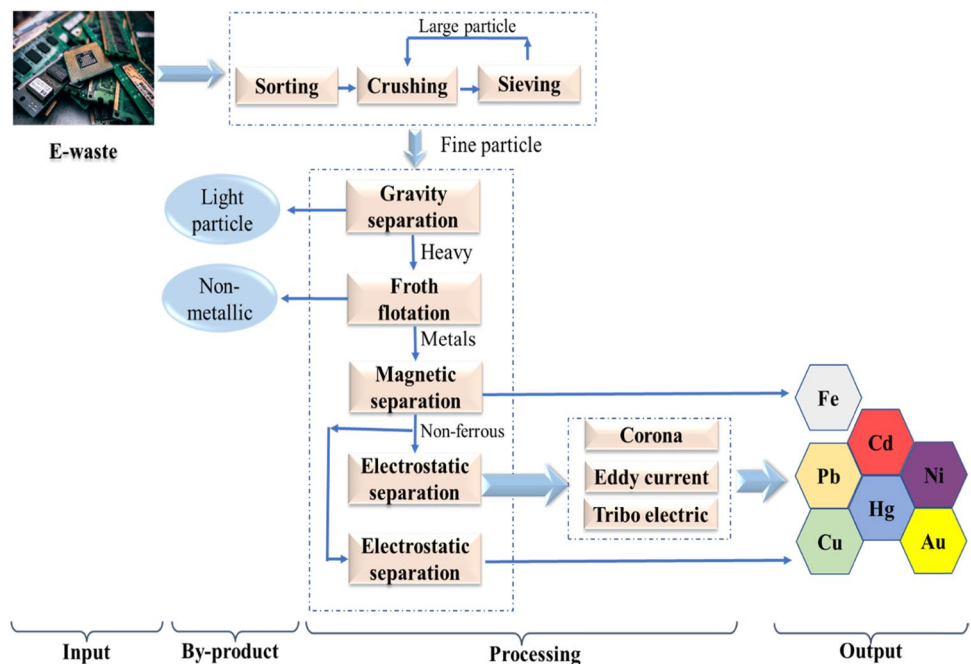 Large particle
Sorting
Crushing
Sieving
E-waste
Fine particle
Gravity
separation
Light
particle
Heavy
Froth
flotation
Non-
metallic
Metals
Magnetic
separation
Fe
Non-ferrous
Electrostatic
separation
Corona
Eddy current
Tribo electric
Cd
Pb
Ni
Hg
Cu
Au
Electrostatic
separation
Input
By-product
Processing
Output